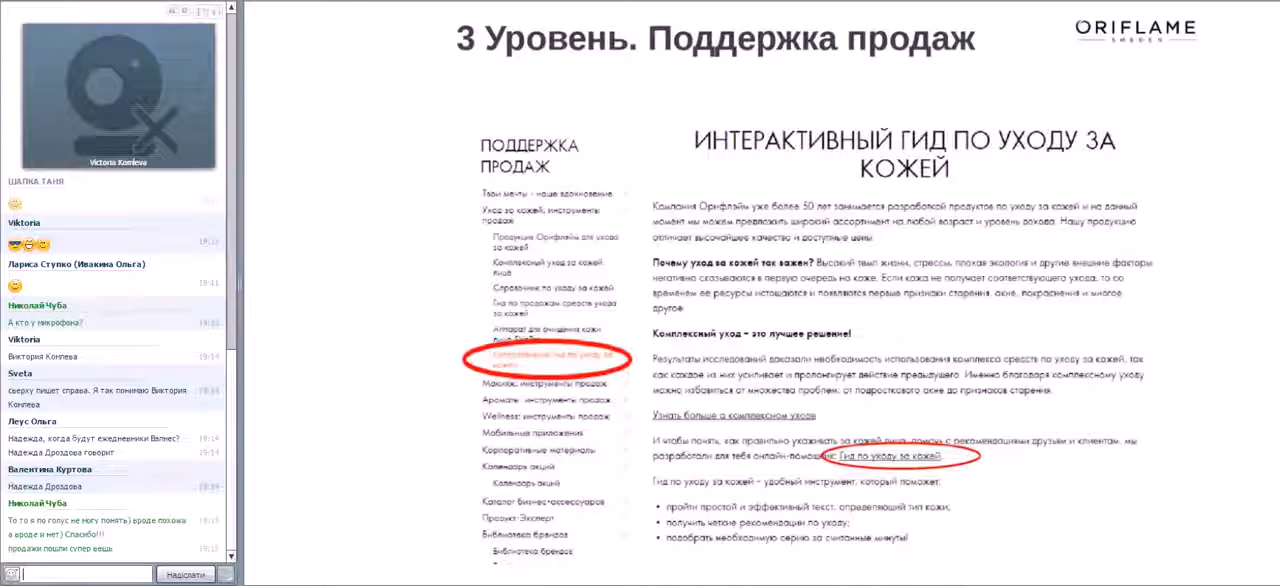 Victoria Komleva
ШАПКА ТАНЯ
Viktoria
19:13
Лариса Ступко (Ивакина Ольга)
19:11
Николай Чуба
А кто у микрофона?
Viktoria
Виктория Комлева
19:14
Sveta
сверху пишет справа. Я так понимаю Виктория
Комлева
Леус Ольга
Надежда, когда будут ежедневники Валнес?
19:14
Надежда Дроздова говорит
19:14
Валентина Куртова
Надежда Дроздова
Николай Чуба
То то я по голус не могу понять) вроде похожа
19:15
а вроде и нет) Спасибо!!!
продажи пошли супер вещь
19:15
Надіслати
3 Уровень. Поддержка продаж
ORIFLAME
SWEDEN
ПОДДЕРЖКА
ПРОДАЖ
Твои мечты - наше вдохновение
Уход за кожей: инструменты
продаж
Продукция Орифлэйм для ухода
за кожей
Комплексный уход за кожей
лица
Справочник по уходу за кожей
Гид по продажам средств ухода
за кожей
Аппарат для очищения кожи
лица
Интерактивный гид по уходу за
кожей
Макияж: инструменты продаж
Ароматы: инструменты продаж
Wellness: инструменты продаж
Мобильные приложения
Корпоративные материалы
Календарь акций
Календарь акций
Каталог бизнес-аксессуаров
Продукт-Эксперт
Библиотека брендов
Библиотека брендов
ИНТЕРАКТИВНЫЙ ГИД ПО УХОДУ ЗА
КОЖЕЙ
Компания Орифлэйм уже более 50 лет занимается разработкой продуктов по уходу за кожей и на данный
момент мы можем предложить широкий ассортимент на любой возраст и уровень дохода. Нашу продукцию
отличает высочайшее качество и доступные цены.
Почему уход за кожей так важен? Высокий темп жизни, стрессы, плохая экология и другие внешние факторы
негативно сказываются в первую очередь на коже. Если кожа не получает соответствующего ухода, то со
временем ее ресурсы истощаются и появляются первые признаки старения, акне, покраснения и многое
другое.
Комплексный уход – это лучшее решение!
Результаты исследований доказали необходимость использования комплекса средств по уходу за кожей, так
как каждое из них усиливает и пролонгирует действие предыдущего. Именно благодаря комплексному уходу
можно избавиться от множества проблем: от подросткового акне до признаков старения.
Узнать больше о комплексном уходе
И чтобы понять, как правильно ухаживать за кожей лица, помочь с рекомендациями друзьям и клиентам, мы
разработали для тебя онлайн-помощник: Гид по уходу за кожей.
Гид по уходу за кожей – удобный инструмент, который поможет:
• пройти простой и эффективный текст, определяющий тип кожи;
• получить четкие рекомендации по уходу;
• подобрать необходимую серию за считанные минуты!